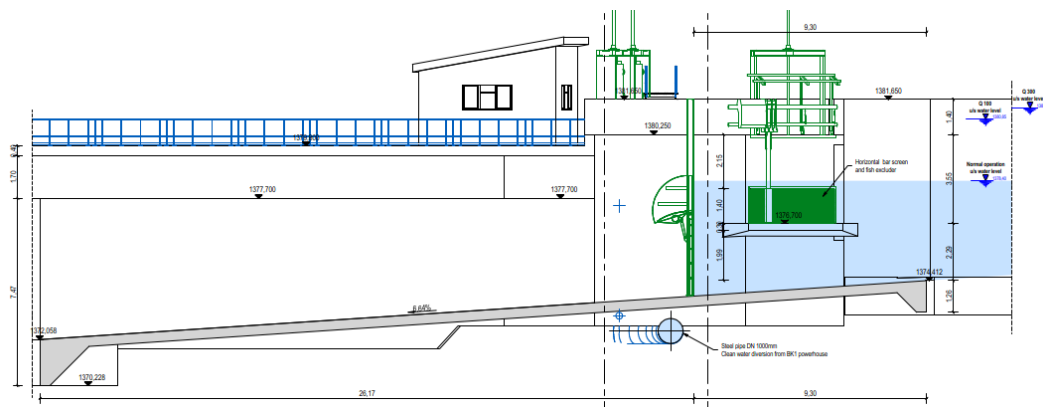 9,30
1381,650
1381,650
Q 300
u/s water level
Q 100
u/s water level
1380,250
1,40
0,45
1,70
2,15
3,55
Horizontal bar screen
and fish excluder
Normal operation
u/s water level
1377,700
1377,700
1,40
1376,700
1,99
2,29
7,42
1374,412
6,64%
1,26
1372,058
Steel pipe DN 1000mm
Clean water diversion from BK1 powerhouse
1370,228
26,17
9,30